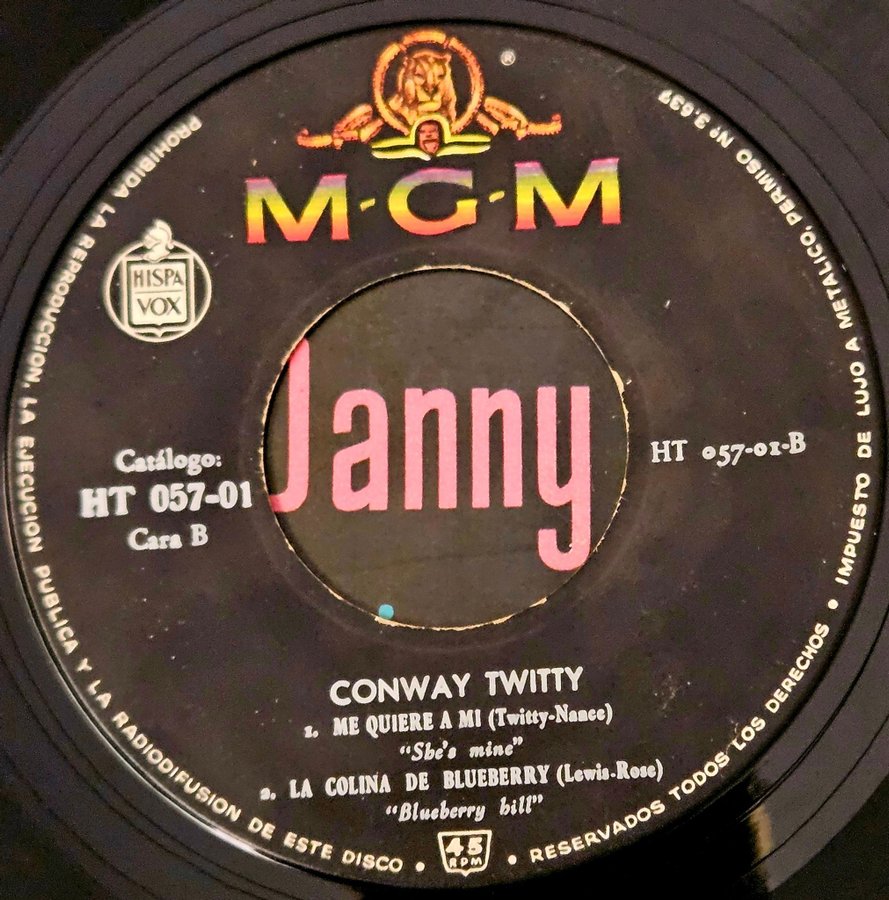 ®
M-G-M
HISPA
VOX
Janny
Catálogo:
HT 057-01
Cara B
HT 057-01-B
CONWAY TWITTY
1. ME QUIERE A MI (Twitty-Nance)
"She's mine"
2. LA COLINA DE BLUEBERRY (Lewis-Rose)
"Blueberry hill"
45
RPM
PROHIBIDA LA REPRODUCCION, LA EJECUCION PUBLICA Y LA RADIODIFUSION DE ESTE DISCO • • RESERVADOS TODOS LOS DERECHOS • IMPUESTO DE LUJO A METALICO, PERMISO Nº 3.639